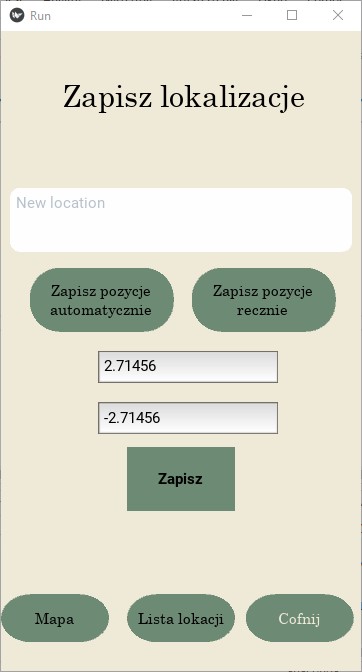 Run
Zapisz lokalizacje
New location
Zapisz pozycje
automatycznie
Zapisz pozycje
recznie
2.71456
-2.71456
Zapisz
Mapa
Lista lokacji
Cofnij